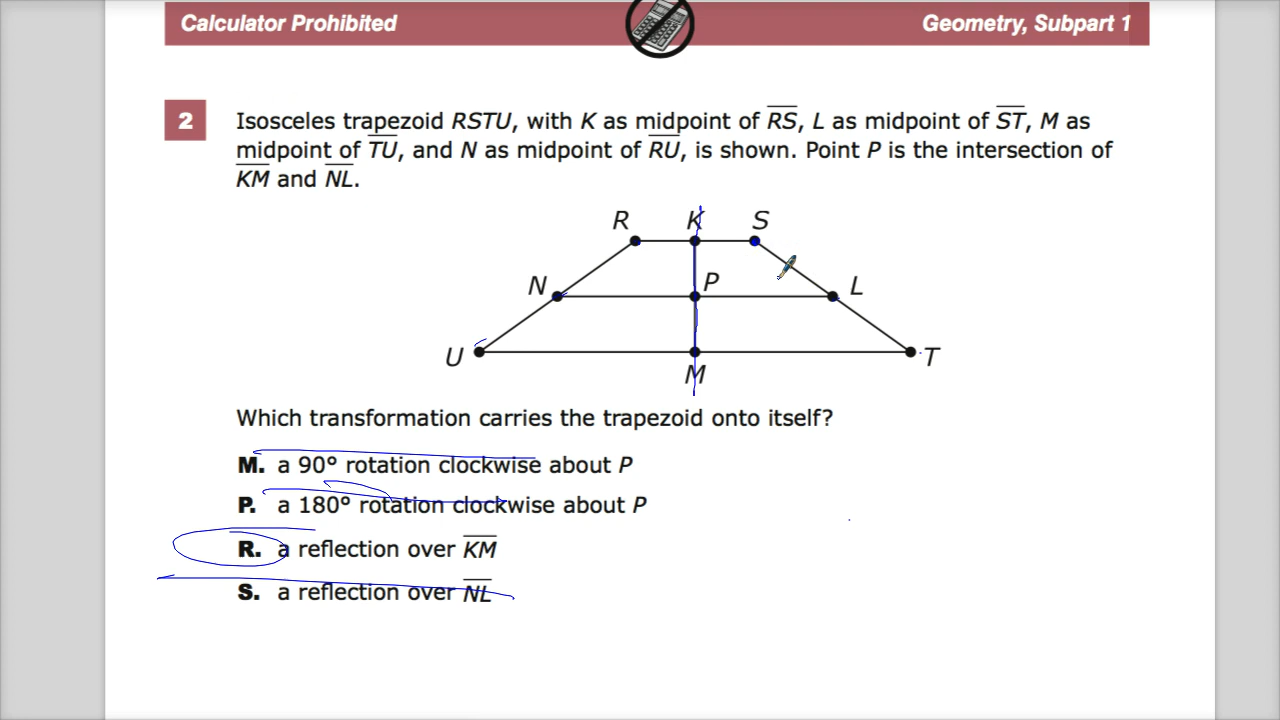 Calculator Prohibited
Geometry, Subpart 1
2
Isosceles trapezoid RSTU, with K as midpoint of RS, L as midpoint of ST, M as
midpoint of TU, and N as midpoint of RU, is shown. Point P is the intersection of
KM and NL.
R K S
N P L
U M T
Which transformation carries the trapezoid onto itself?
M. a 90° rotation clockwise about P
P. a 180° rotation clockwise about P
R. a reflection over KM
S. a reflection over NL